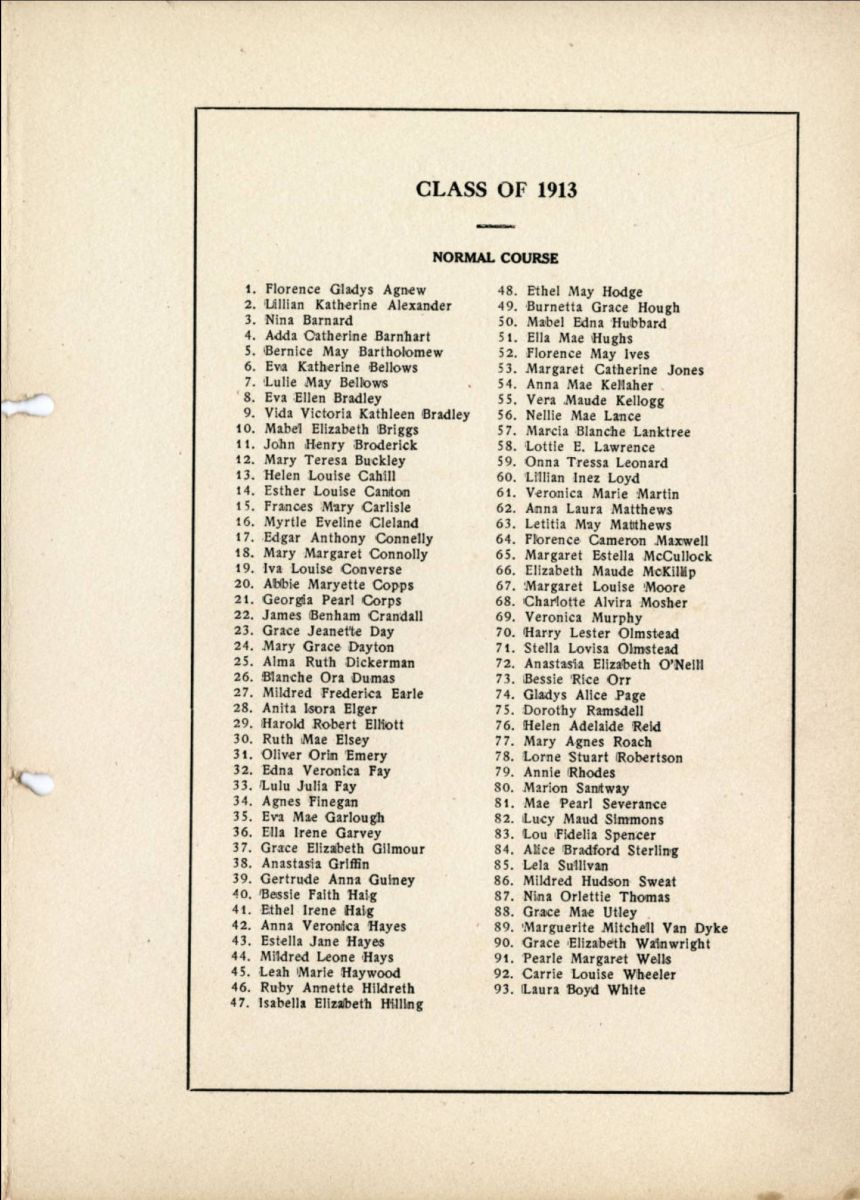 CLASS OF 1913
NORMAL COURSE
1. Florence Gladys Agnew
2. Lillian Katherine Alexander
3. Nina Barnard
4. Adda Catherine Barnhart
5. Bernice May Bartholomew
6. Eva Katherine Bellows
7. Lulie May Bellows
8. Eva Ellen Bradley
9. Vida Victoria Kathleen Bradley
10. Mabel Elizabeth Briggs
11. John Henry Broderick
12. Mary Teresa Buckley
13. Helen Louise Cahill
14. Esther Louise Canton
15. Frances Mary Carlisle
16. Myrtle Eveline Cleland
17. Edgar Anthony Connelly
18. Mary Margaret Connolly
19. Iva Louise Converse
20. Abbie Maryette Copps
21. Georgia Pearl Corps
22. James Benham Crandall
23. Grace Jeanette Day
24. Mary Grace Dayton
25. Alma Ruth Dickerman
26. Blanche Ora Dumas
27. Mildred Frederica Earle
28. Anita Isora Elger
29. Harold Robert Elliott
30. Ruth Mae Elsey
31. Oliver Orin Emery
32. Edna Veronica Fay
33. Lulu Julia Fay
34. Agnes Finegan
35. Eva Mae Garlough
36. Ella Irene Garvey
37. Grace Elizabeth Gilmour
38. Anastasia Griffin
39. Gertrude Anna Guiney
40. Bessie Faith Haig
41. Ethel Irene Haig
42. Anna Veronica Hayes
43. Estella Jane Hayes
44. Mildred Leone Hays
45. Leah Marie Haywood
46. Ruby Annette Hildreth
47. Isabella Elizabeth Hilling
48. Ethel May Hodge
49. Burnetta Grace Hough
50. Mabel Edna Hubbard
51. Ella Mae Hughs
52. Florence May Ives
53. Margaret Catherine Jones
54. Anna Mae Kellaher
55. Vera Maude Kellogg
56. Nellie Mae Lance
57. Marcia Blanche Lanktree
58. Lottie E. Lawrence
59. Onna Tressa Leonard
60. Lillian Inez Loyd
61. Veronica Marie Martin
62. Anna Laura Matthews
63. Letitia May Matthews
64. Florence Cameron Maxwell
65. Margaret Estella McCullock
66. Elizabeth Maude McKillip
67. Margaret Louise Moore
68. Charlotte Alvira Mosher
69. Veronica Murphy
70. Harry Lester Olmstead
71. Stella Lovisa Olmstead
72. Anastasia Elizabeth O'Neill
73. Bessie Rice Orr
74. Gladys Alice Page
75. Dorothy Ramsdell
76. Helen Adelaide Reid
77. Mary Agnes Roach
78. Lorne Stuart Robertson
79. Annie Rhodes
80. Marion Santway
81. Mae Pearl Severance
82. Lucy Maud Simmons
83. Lou Fidelia Spencer
84. Alice Bradford Sterling
85. Lela Sullivan
86. Mildred Hudson Sweat
87. Nina Orlettie Thomas
88. Grace Mae Utley
89. Marguerite Mitchell Van Dyke
90. Grace Elizabeth Wainwright
91. Pearle Margaret Wells
92. Carrie Louise Wheeler
93. Laura Boyd White